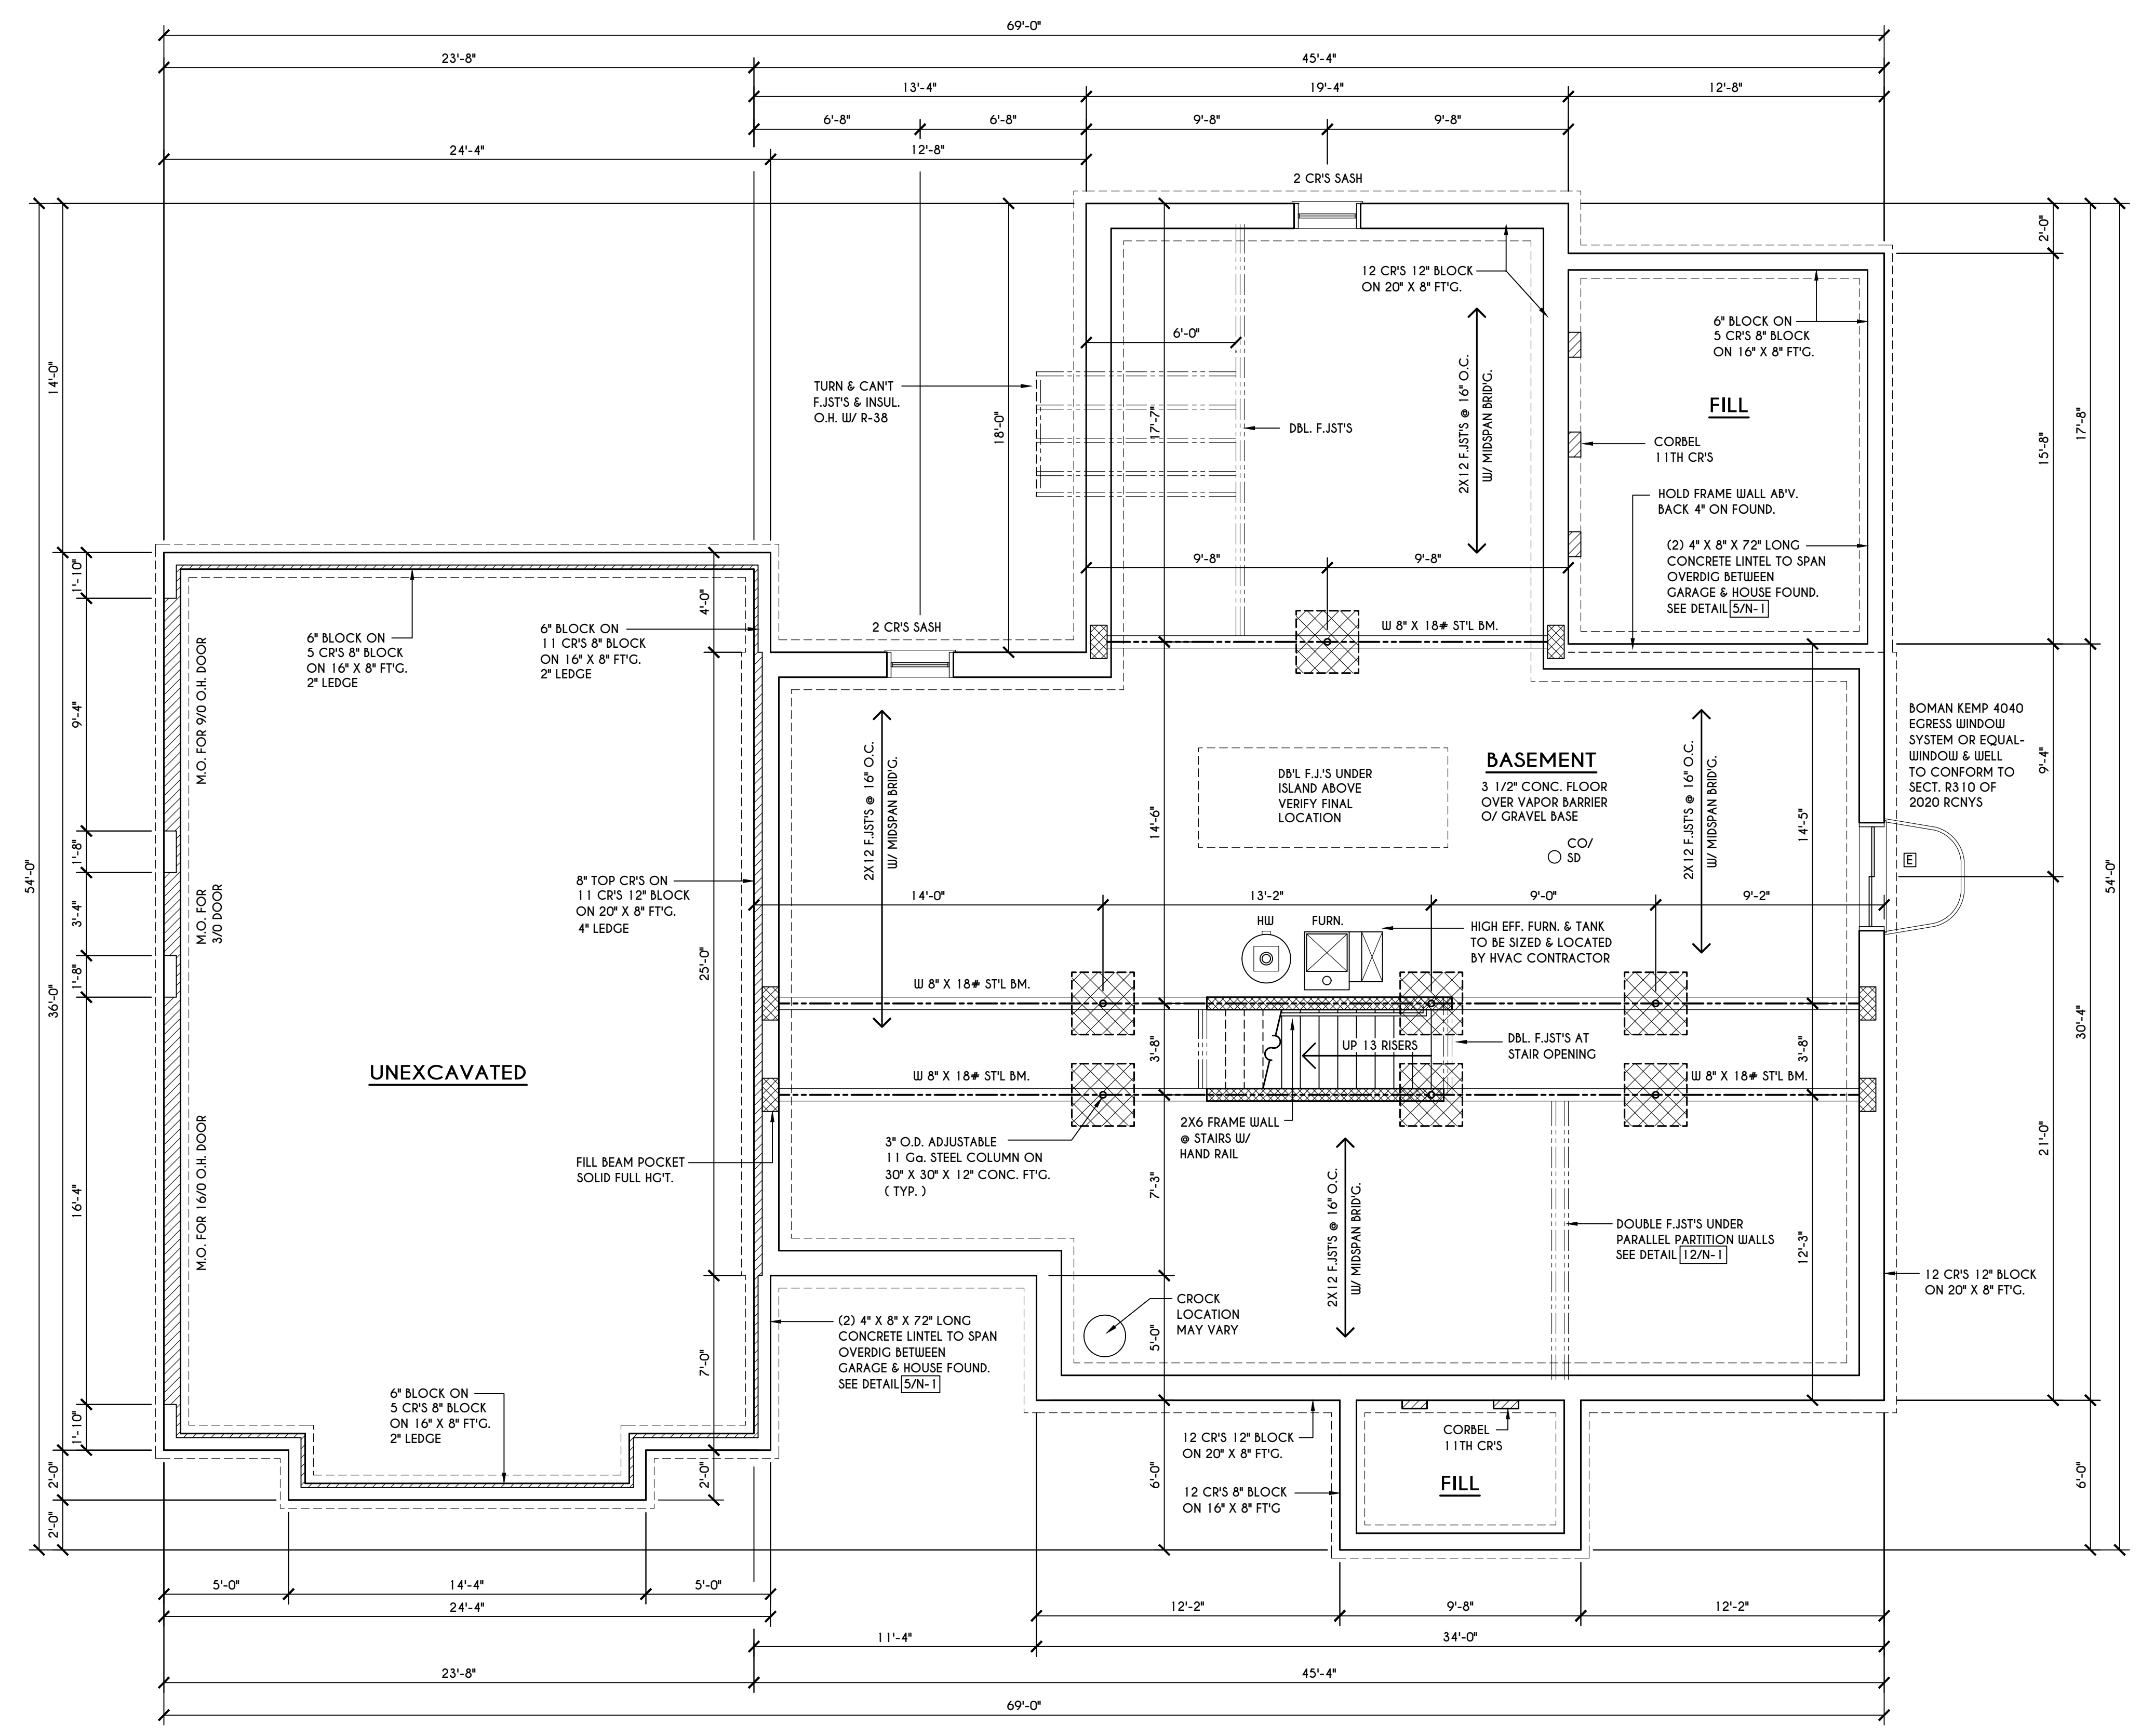 69'-0"
23'-8"
45'-4"
13'-4"
19'-4"
12'-8"
6'-8"
6'-8"
9'-8"
9'-8"
24'-4"
12'-8"
2 CR'S SASH
2'-0"
12 CR'S 12" BLOCK
ON 20" X 8" FT'G.
6" BLOCK ON
5 CR'S 8" BLOCK
ON 16" X 8" FT'G.
6'-0"
14'-0"
TURN & CAN'T
F.JST'S & INSUL.
O.H. W/ R-38
18'-0"
17'-7"
DBL. F.JST'S
2X12 F.JST'S @ 16" O.C.
W/ MIDSPAN BRID'G.
FILL
CORBEL
11TH CR'S
15'-8"
17'-8"
HOLD FRAME WALL AB'V.
BACK 4" ON FOUND.
(2) 4" X 8" X 72" LONG
CONCRETE LINTEL TO SPAN
OVERDIG BETWEEN
GARAGE & HOUSE FOUND.
SEE DETAIL 5/N-1
9'-8"
9'-8"
1'-10"
4'-0"
2 CR'S SASH
W 8" X 18# ST'L BM.
6" BLOCK ON
5 CR'S 8" BLOCK
ON 16" X 8" FT'G.
2" LEDGE
6" BLOCK ON
11 CR'S 8" BLOCK
ON 16" X 8" FT'G.
2" LEDGE
M.O. FOR 9/0 O.H. DOOR
9'-4"
BOMAN KEMP 4040
EGRESS WINDOW
SYSTEM OR EQUAL-
WINDOW & WELL
TO CONFORM TO
SECT. R310 OF
2020 RCNYS
9'-4"
2X12 F.JST'S @ 16" O.C.
W/ MIDSPAN BRID'G.
14'-6"
DB'L F.J.'S UNDER
ISLAND ABOVE
VERIFY FINAL
LOCATION
BASEMENT
3 1/2" CONC. FLOOR
OVER VAPOR BARRIER
O/ GRAVEL BASE
CO/
SD
2X12 F.JST'S @ 16" O.C.
W/ MIDSPAN BRID'G.
14'-5"
E
54'-0"
54'-0"
1'-8"
3'-4"
M.O. FOR
3/0 DOOR
1'-8"
8" TOP CR'S ON
11 CR'S 12" BLOCK
ON 20" X 8" FT'G.
4" LEDGE
14'-0"
13'-2"
9'-0"
9'-2"
HW
FURN.
HIGH EFF. FURN. & TANK
TO BE SIZED & LOCATED
BY HVAC CONTRACTOR
36'-0"
25'-0"
W 8" X 18# ST'L BM.
30'-4"
3'-8"
UP 13 RISERS
DBL. F.JST'S AT
STAIR OPENING
3'-8"
UNEXCAVATED
W 8" X 18# ST'L BM.
W 8" X 18# ST'L BM.
M.O. FOR 16/0 O.H. DOOR
16'-4"
FILL BEAM POCKET
SOLID FULL HG'T.
3" O.D. ADJUSTABLE
11 Ga. STEEL COLUMN ON
30" X 30" X 12" CONC. FT'G.
( TYP. )
2X6 FRAME WALL
@ STAIRS W/
HAND RAIL
7'-3"
2X12 F.JST'S @ 16" O.C.
W/ MIDSPAN BRID'G.
21'-0"
DOUBLE F.JST'S UNDER
PARALLEL PARTITION WALLS
SEE DETAIL 12/N-1
12'-3"
12 CR'S 12" BLOCK
ON 20" X 8" FT'G.
CROCK
LOCATION
MAY VARY
(2) 4" X 8" X 72" LONG
CONCRETE LINTEL TO SPAN
OVERDIG BETWEEN
GARAGE & HOUSE FOUND.
SEE DETAIL 5/N-1
5'-0"
7'-0"
6" BLOCK ON
5 CR'S 8" BLOCK
ON 16" X 8" FT'G.
2" LEDGE
1'-10"
12 CR'S 12" BLOCK
ON 20" X 8" FT'G.
CORBEL
11TH CR'S
2'-0"
2'-0"
6'-0"
FILL
6'-0"
12 CR'S 8" BLOCK
ON 16" X 8" FT'G
2'-0"
5'-0"
14'-4"
5'-0"
24'-4"
12'-2"
9'-8"
12'-2"
11'-4"
34'-0"
23'-8"
45'-4"
69'-0"